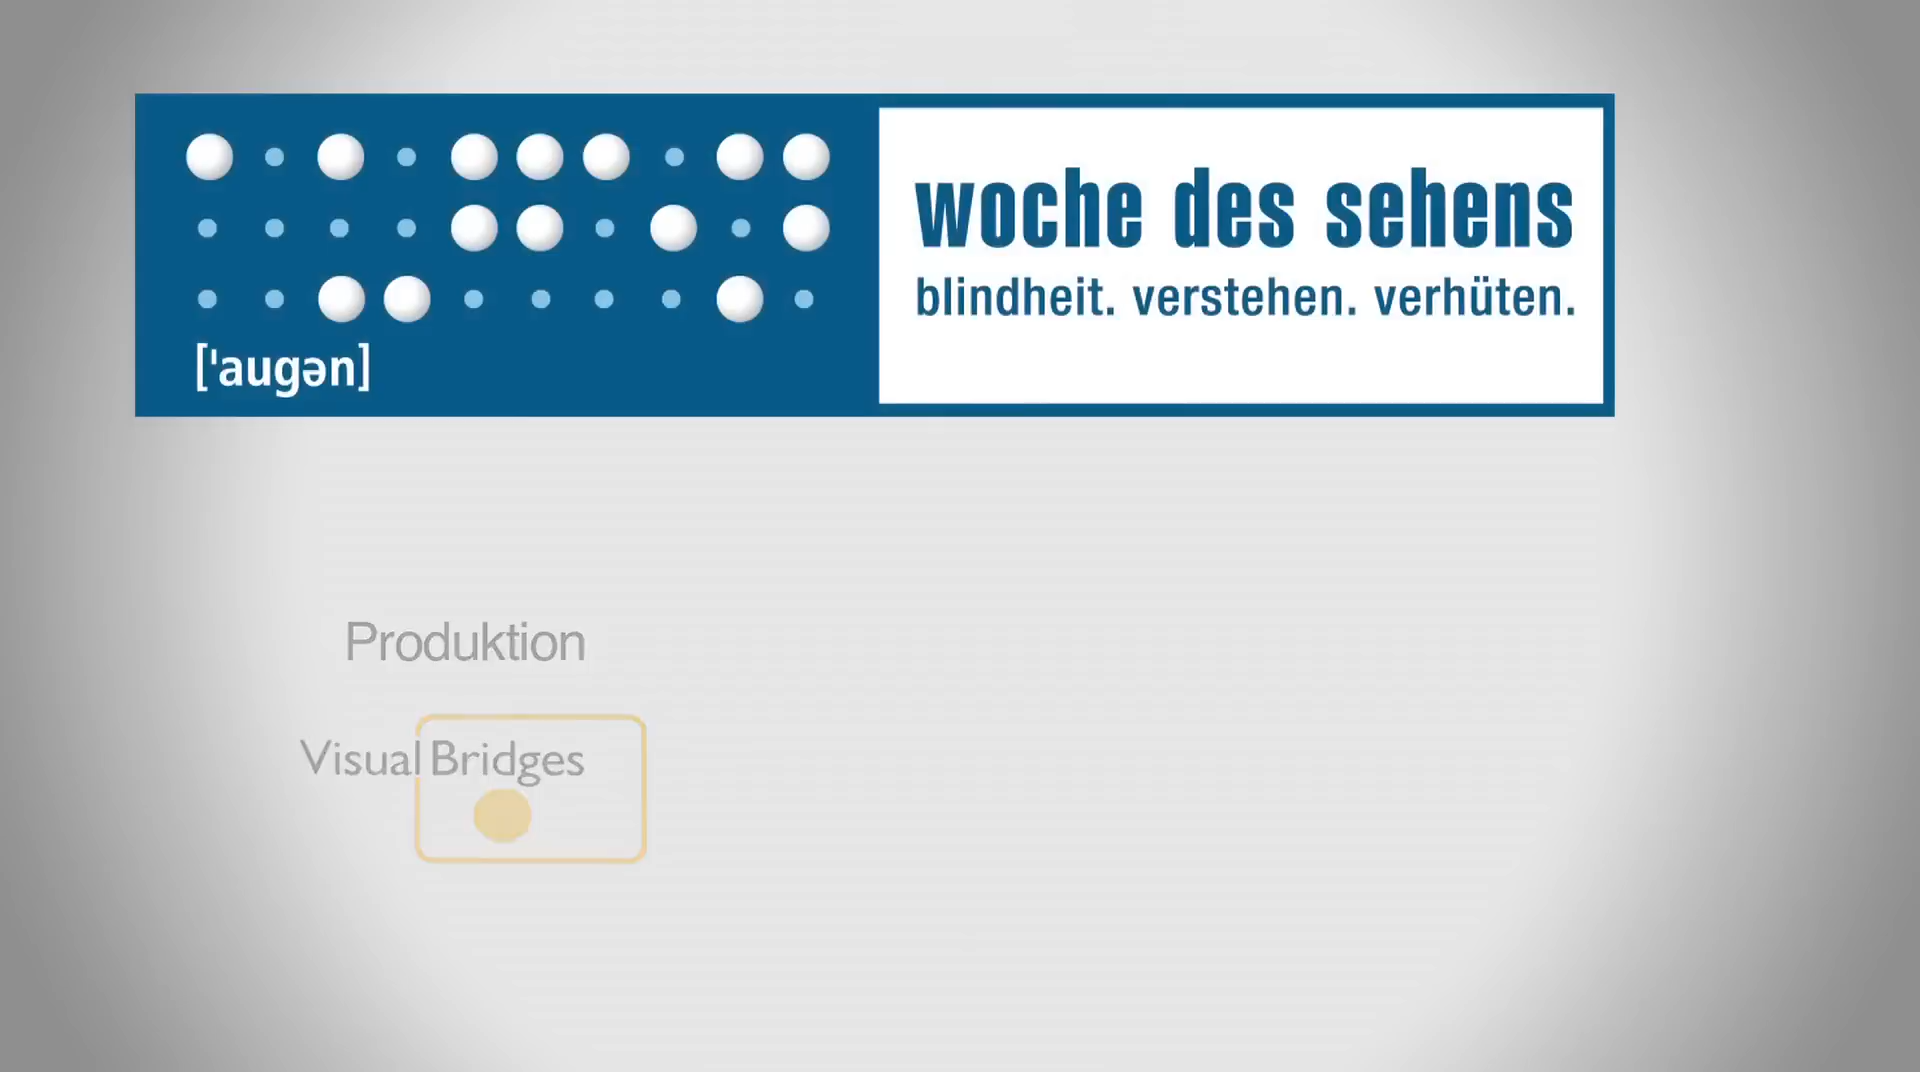 ['augən]
woche des sehens
blindheit. verstehen. verhüten.
Produktion
Visual Bridges